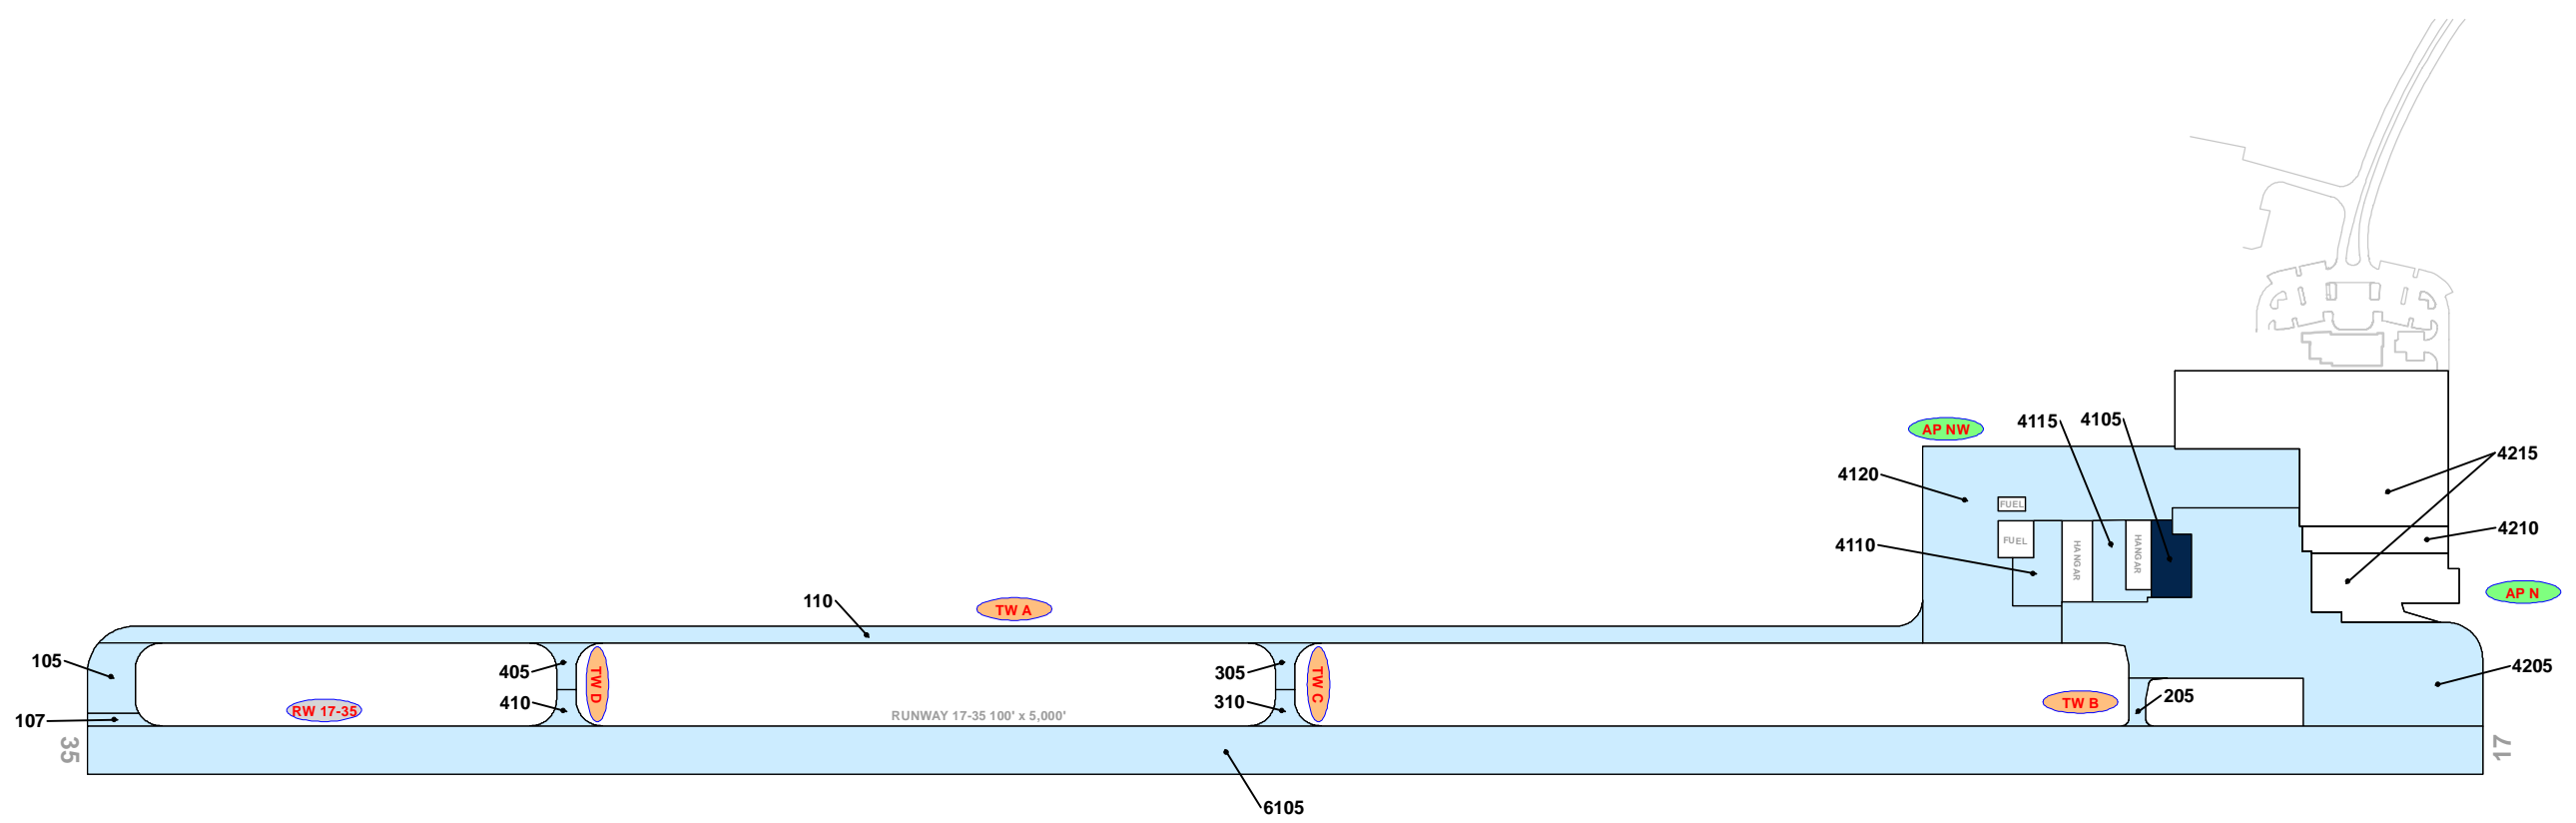 AP NW
4115
4105
4120
4215
FUEL
4210
4110
FUEL
HANGAR
HANGAR
AP N
110
TW A
105
405
305
4205
TW D
TW C
410
310
TW B
205
RW 17-35
107
RUNWAY 17-35 100' x 5,000'
35
17
6105